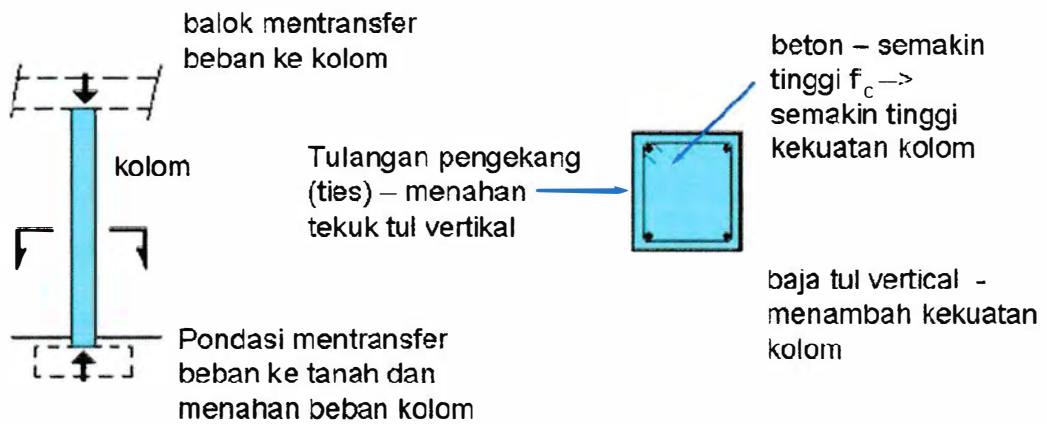 balok mentransfer
beban ke kolom
kolom
Pondasi mentransfer
beban ke tanah dan
menahan beban kolom
Tulangan pengekang
(ties) – menahan
tekuk tul vertikal
beton – semakin
tinggi f'c –>
semakin tinggi
kekuatan kolom
baja tul vertical -
menambah kekuatan
kolom